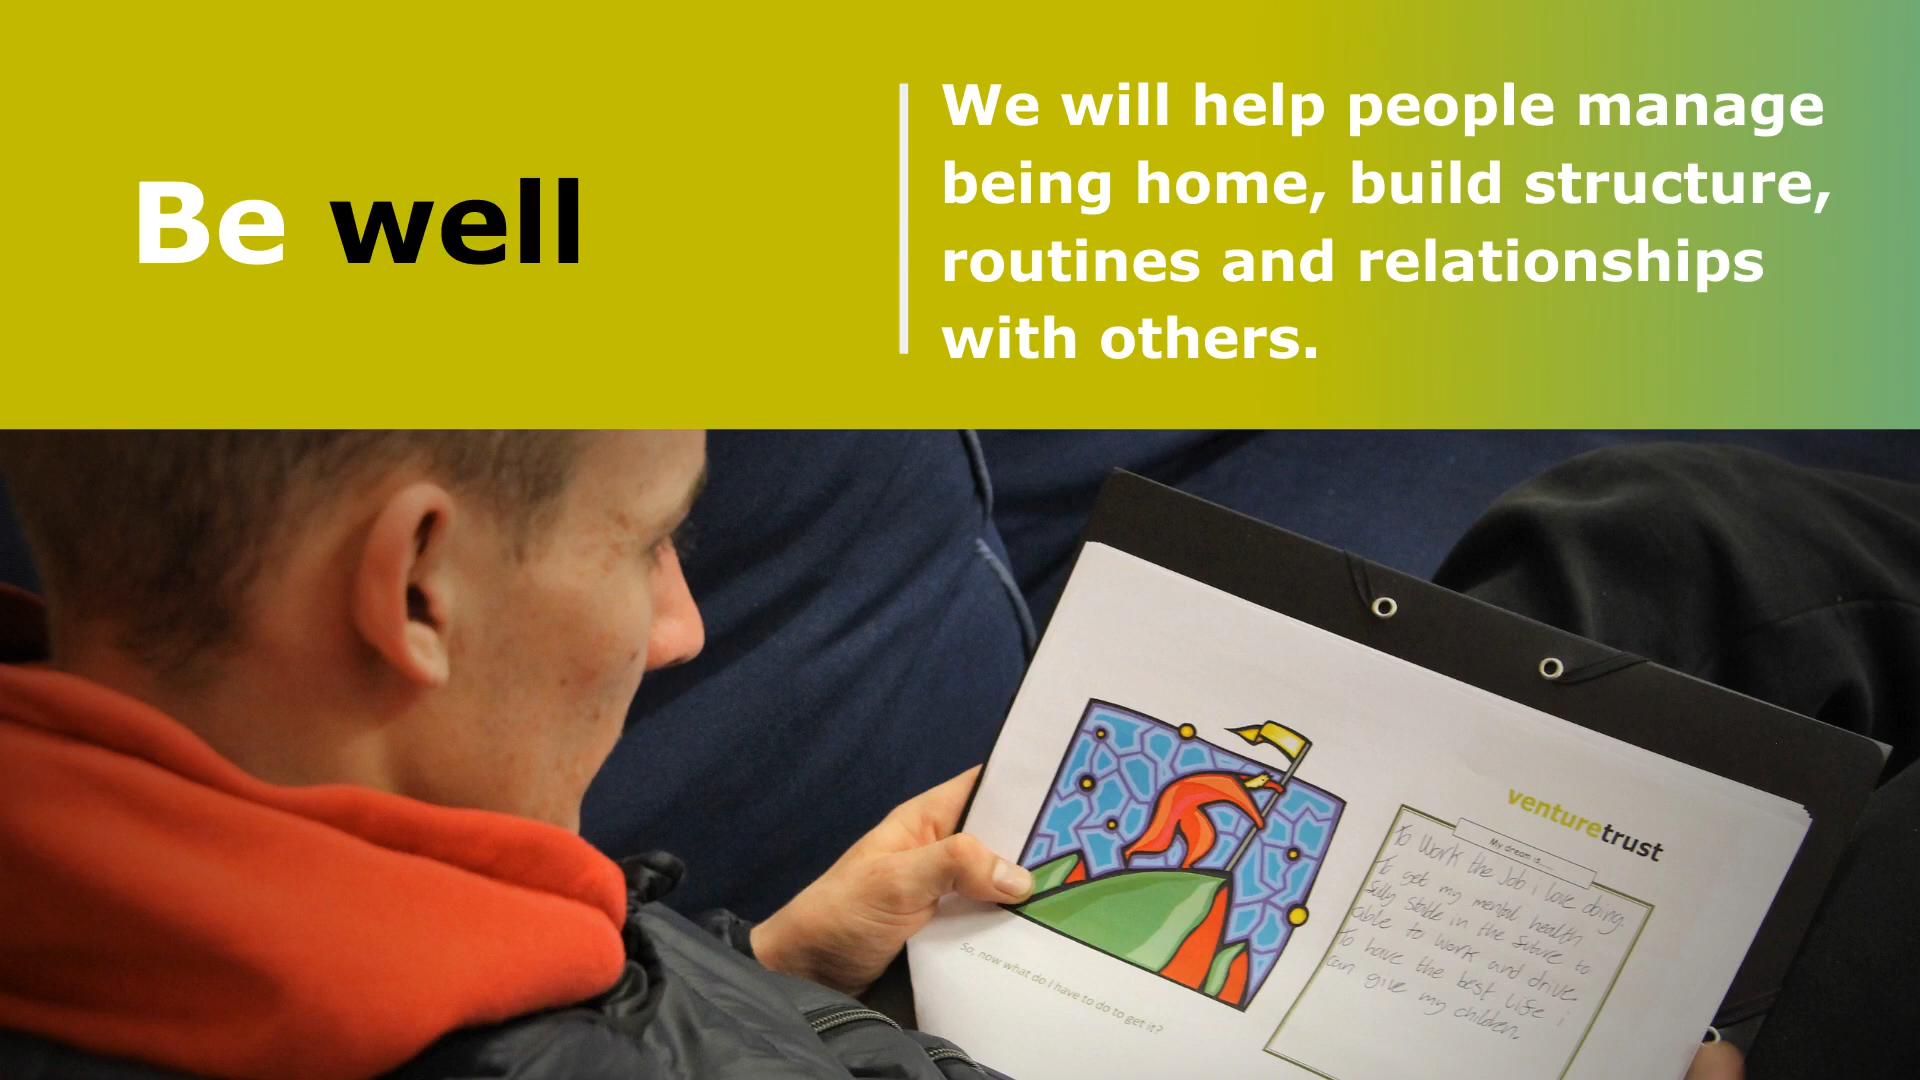 Be well
We will help people manage
being home, build structure,
routines and relationships
with others.
venturetrust
My dream is...
To work the Job i love doing.
To get my mental health
fully stable in the future to
able to work and drive.
To have the best life i
can give my children.
So, now what do I have to do to get it?